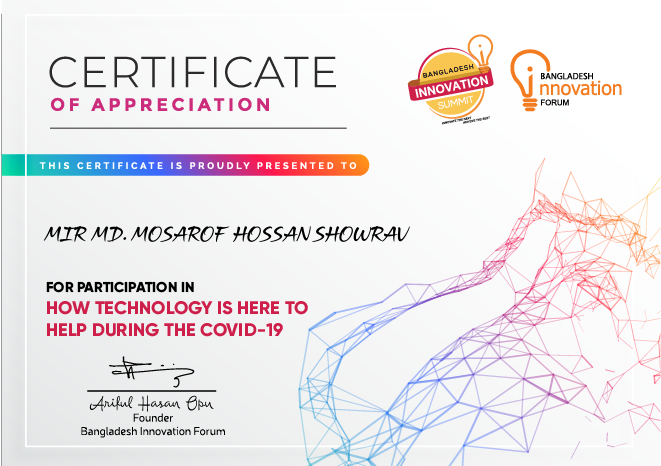 CERTIFICATE
OF APPRECIATION
BANGLADESH
INNOVATION
SUMMIT
BANGLADESH
innovation
FORUM
THIS CERTIFICATE IS PROUDLY PRESENTED TO
MIR MD. MOSAROF HOSSAN SHOWRAV
FOR PARTICIPATION IN
HOW TECHNOLOGY IS HERE TO
HELP DURING THE COVID-19
Ariful Hasan Opu
Founder
Bangladesh Innovation Forum